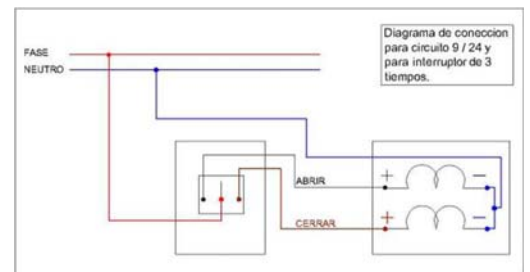 Diagrama de coneccion
para circuito 9 / 24 y
para interruptor de 3
tiempos.
FASE
NEUTRO
ABRIR
CERRAR
+ −
+ −